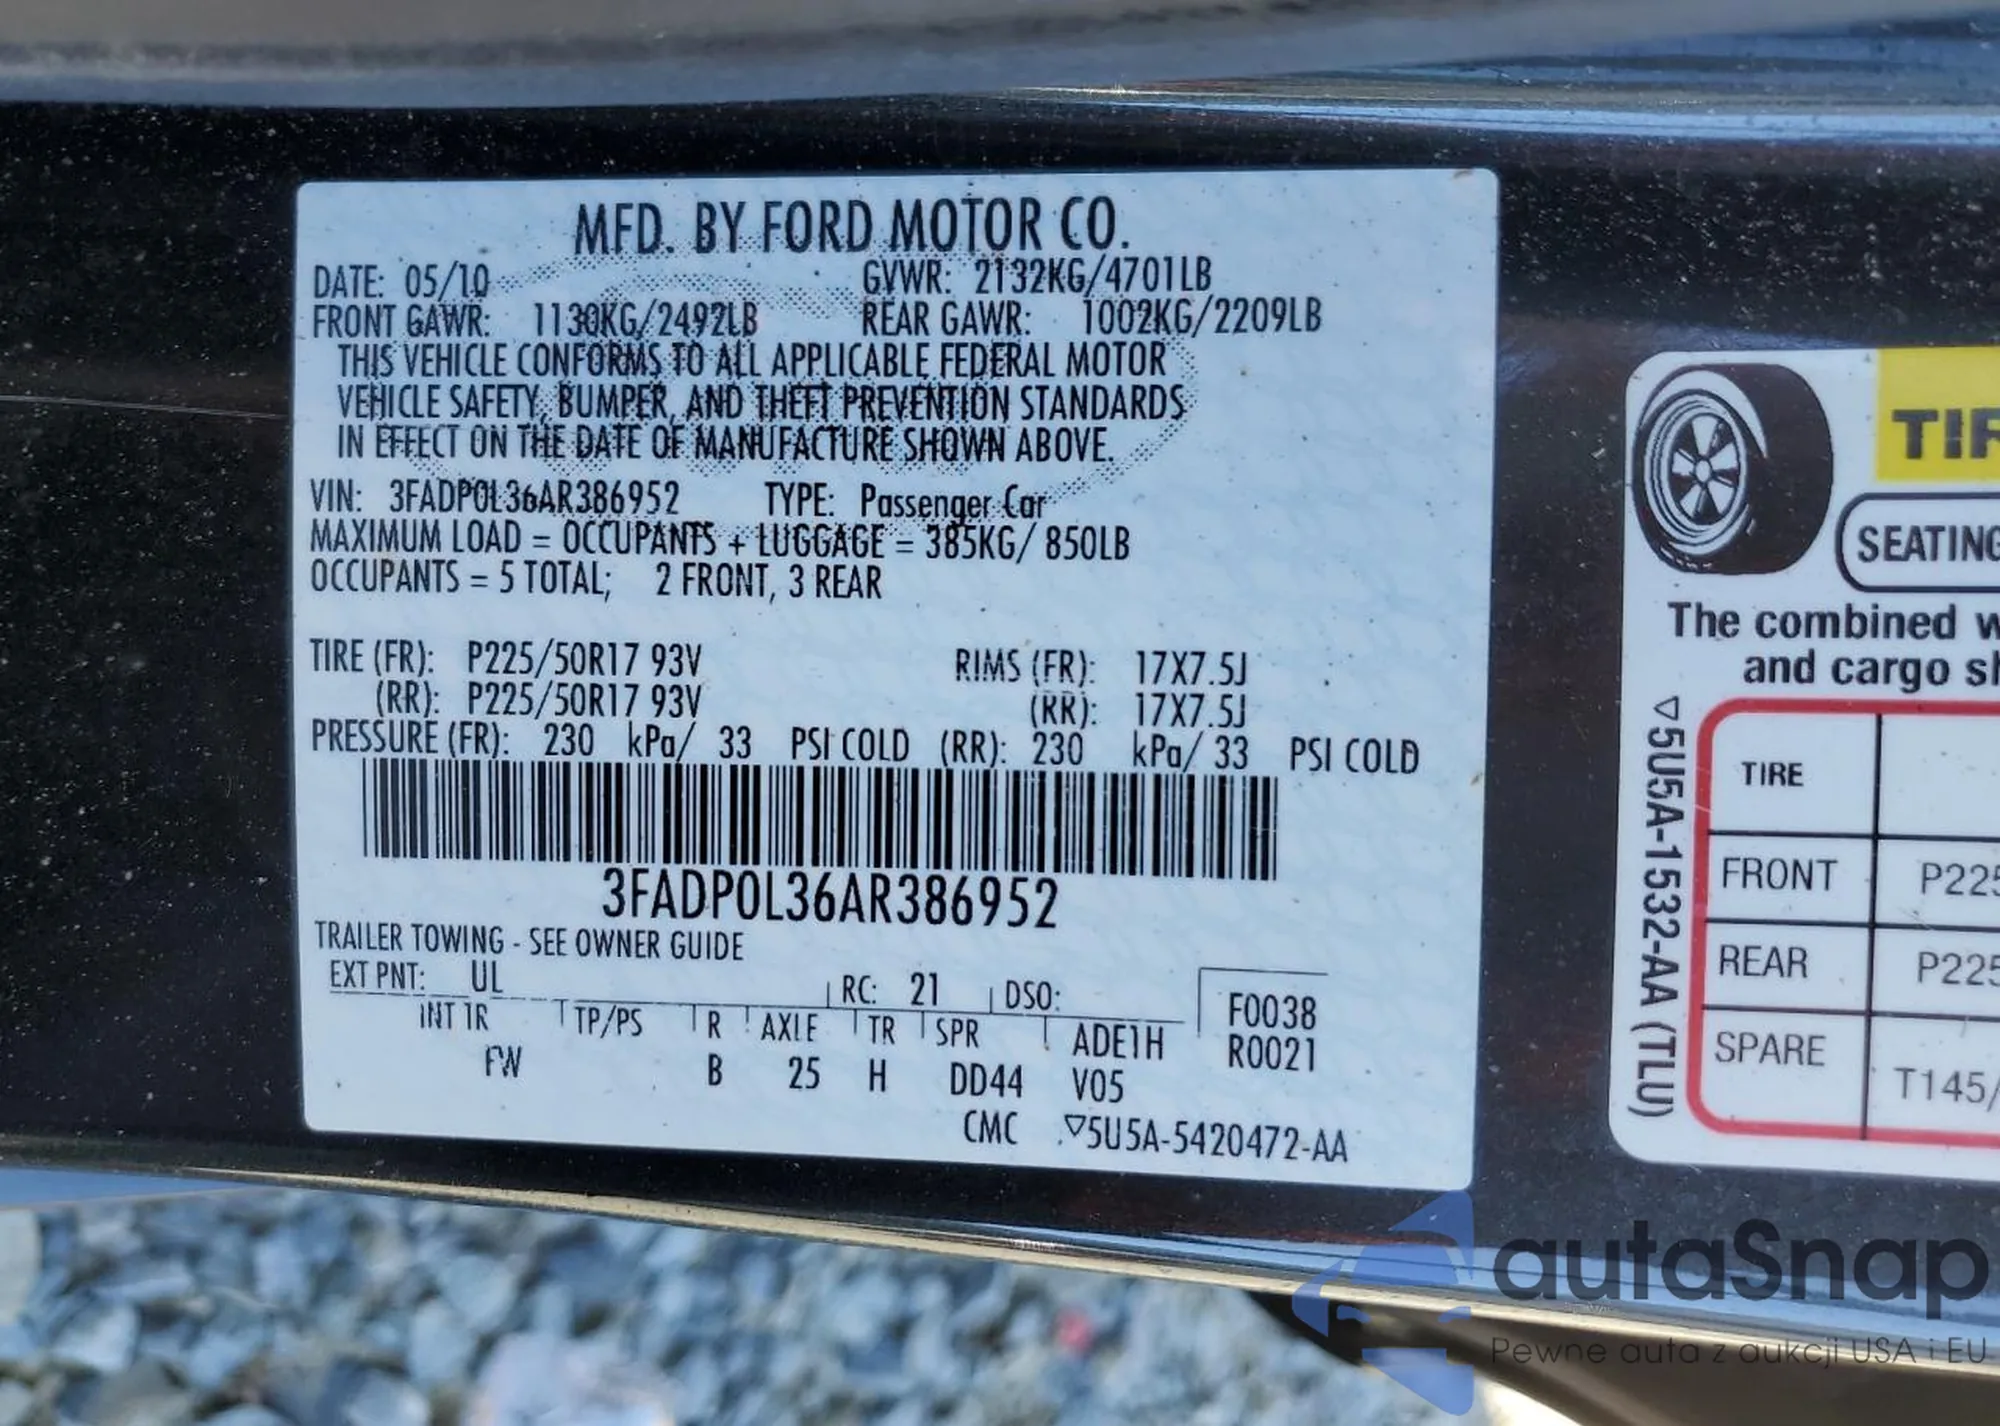 MFD. BY FORD MOTOR CO.
DATE: 05/10 GVWR: 2132KG/4701LB
FRONT GAWR: 1130KG/2492LB REAR GAWR: 1002KG/2209LB
THIS VEHICLE CONFORMS TO ALL APPLICABLE FEDERAL MOTOR
VEHICLE SAFETY, BUMPER, AND THEFT PREVENTION STANDARDS
IN EFFECT ON THE DATE OF MANUFACTURE SHOWN ABOVE.
VIN: 3FADP0L36AR386952 TYPE: Passenger Car
MAXIMUM LOAD = OCCUPANTS + LUGGAGE = 385KG/ 850LB
OCCUPANTS = 5 TOTAL; 2 FRONT, 3 REAR
TIRE (FR): P225/50R17 93V RIMS (FR): 17X7.5J
(RR): P225/50R17 93V (RR): 17X7.5J
PRESSURE (FR): 230 kPa/ 33 PSI COLD (RR): 230 kPa/ 33 PSI COLD
3FADP0L36AR386952
TRAILER TOWING - SEE OWNER GUIDE
EXT PNT: UL RC: 21 DSO:
INT TR TP/PS R AXLE TR SPR ADE1H
FW B 25 H DD44 V05
F0038
R0021
CMC ▽5U5A-5420472-AA
TIR
SEATING
The combined w
and cargo sh
TIRE
FRONT P225
REAR P225
SPARE T145/
▽5U5A-1532-AA (TLU)
autaSnap
Pewne auta z aukcji USA i EU